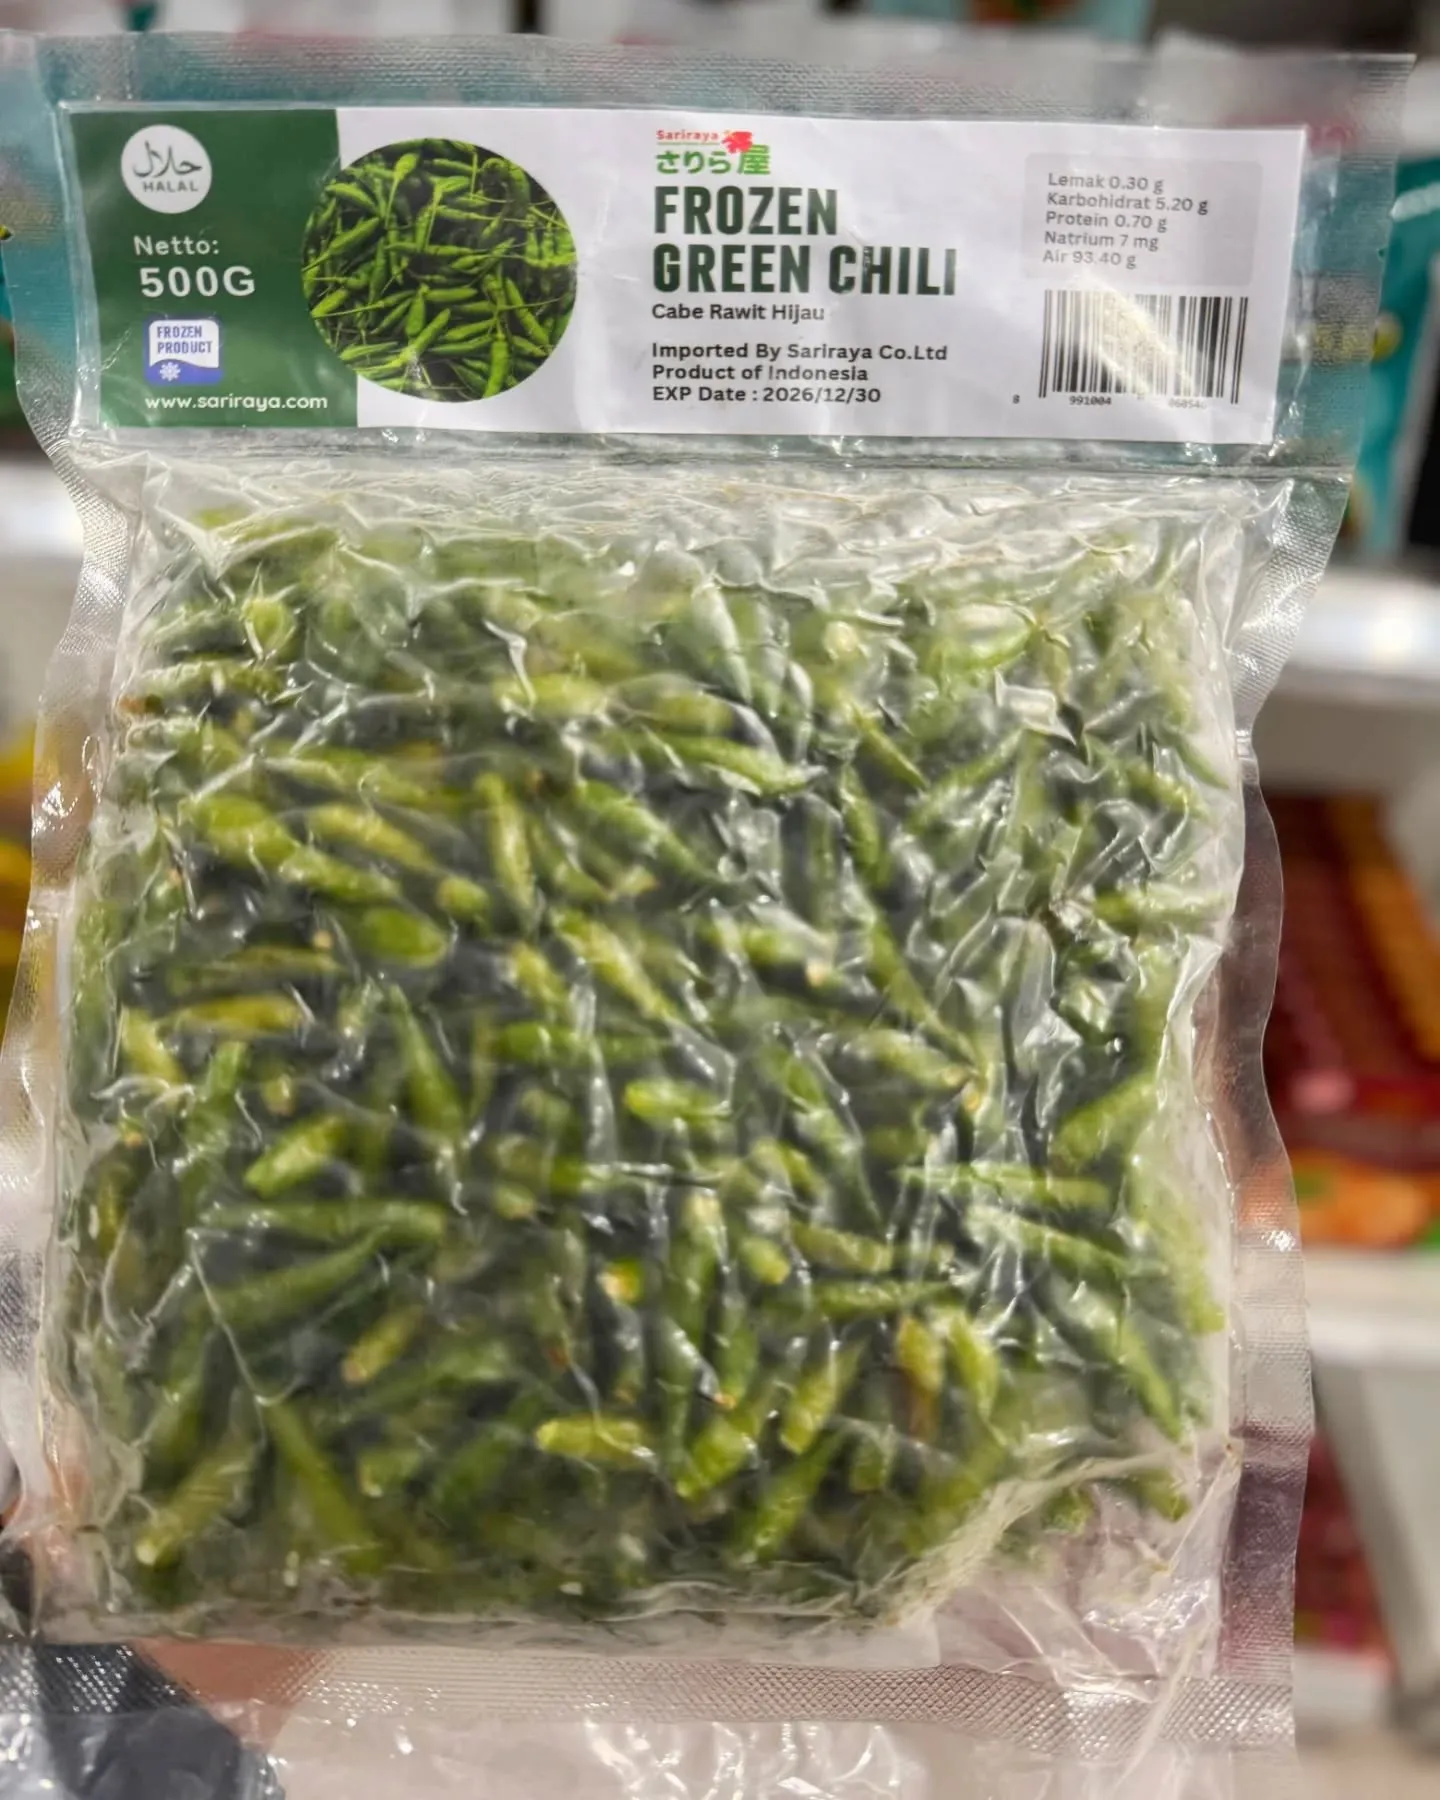 حلال
HALAL
Netto:
500G
FROZEN
PRODUCT
www.sariraya.com
Sariraya
さりら屋
FROZEN
GREEN CHILI
Cabe Rawit Hijau
Imported By Sariraya Co.Ltd
Product of Indonesia
EXP Date : 2026/12/30
Lemak 0.30 g
Karbohidrat 5.20 g
Protein 0.70 g
Natrium 7 mg
Air 93.40 g
8 991004